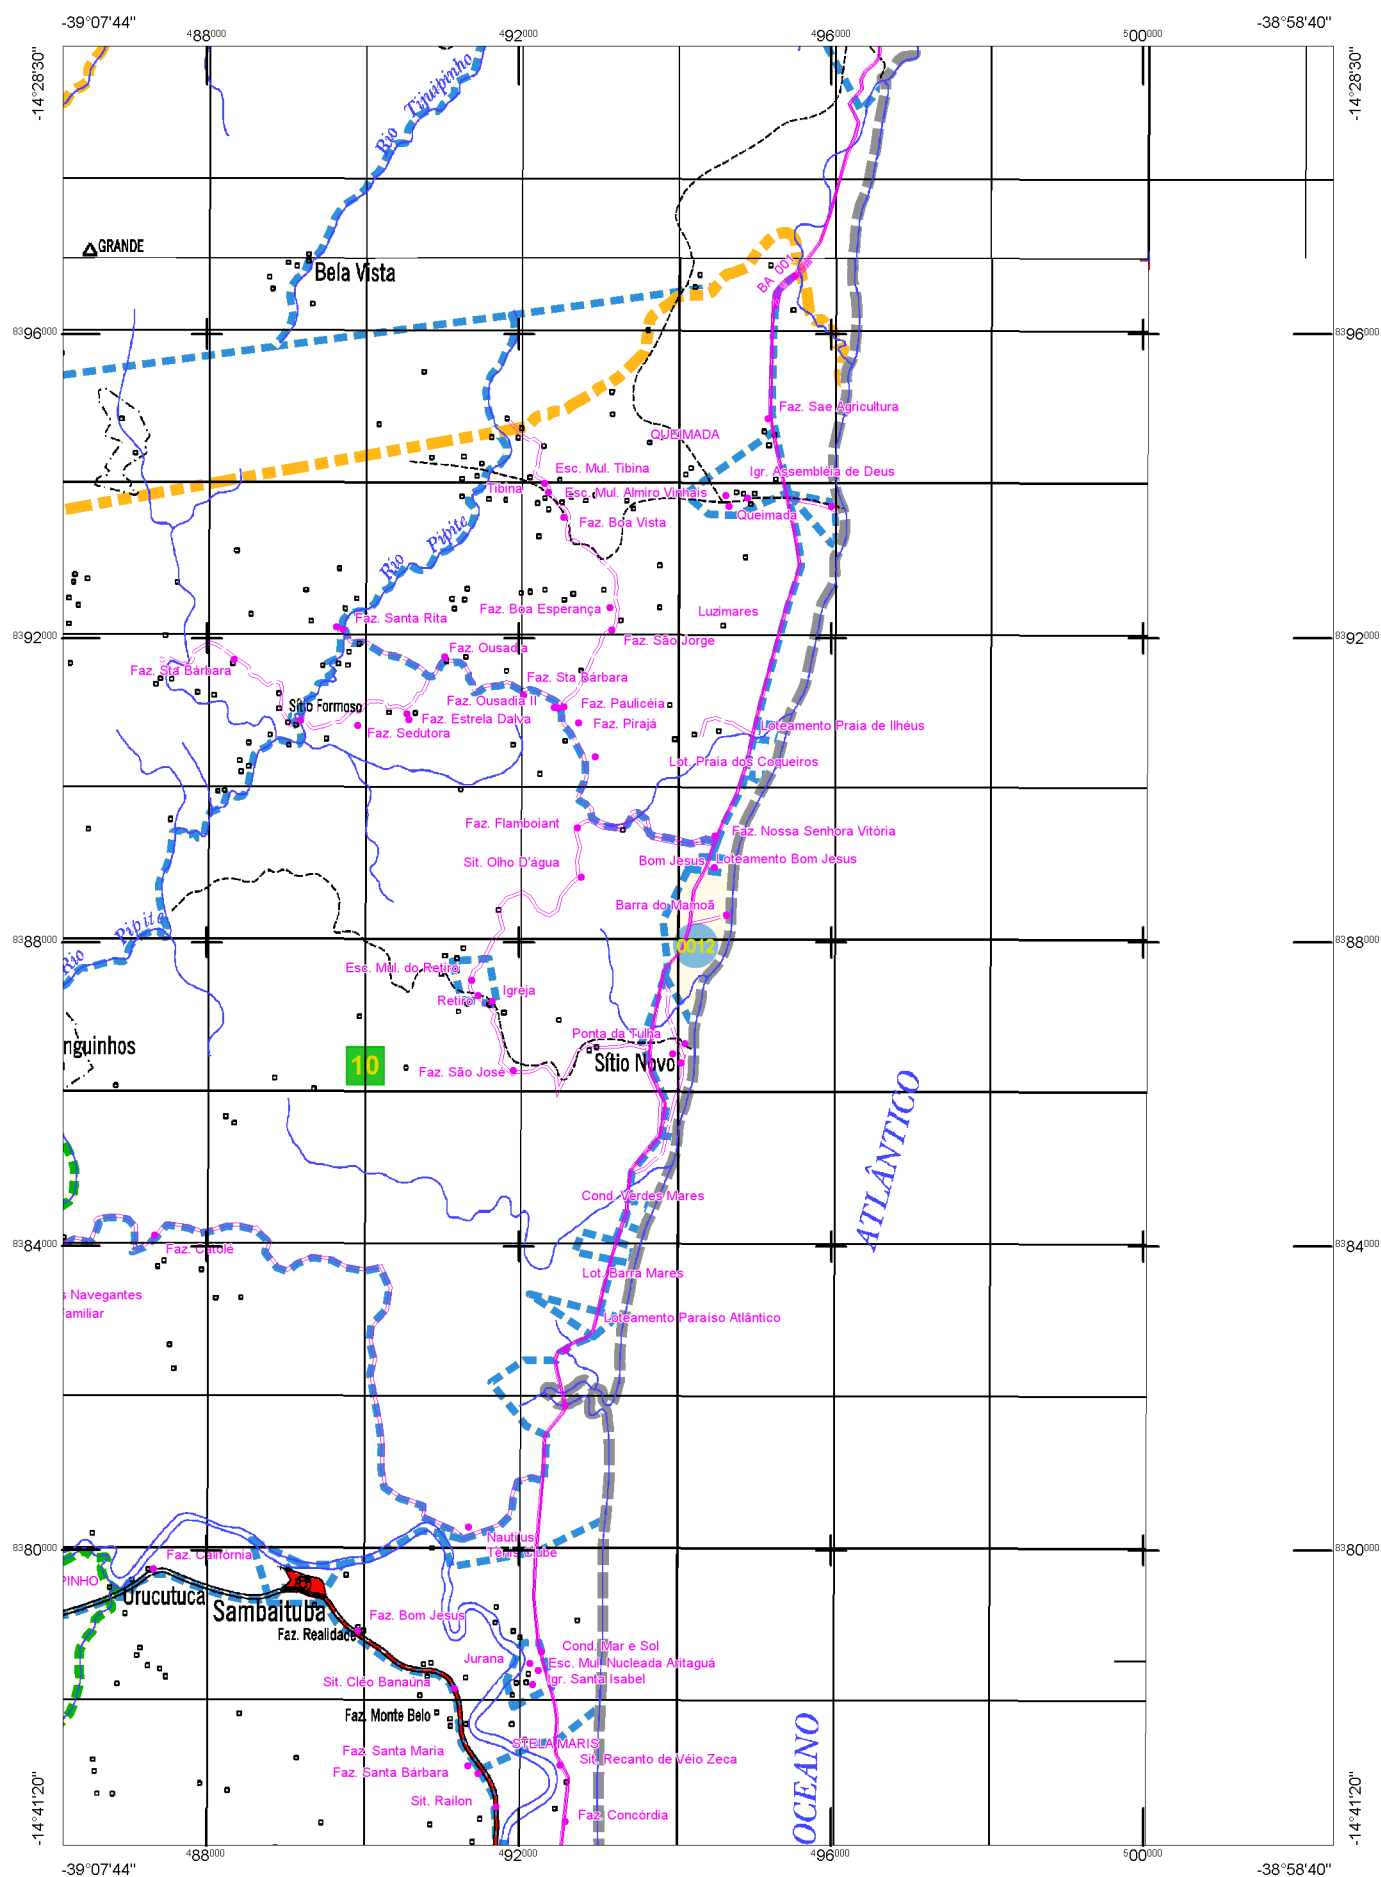 -39°07'44"
-38°58'40"
488000
492000
496000
500000
-14°28'30"
-14°28'30"
Rio Tijuipinho
GRANDE
Bela Vista
BA 001
8396000
8396000
Faz. Sae Agricultura
QUEIMADA
Esc. Mul. Tibina
Igr. Assembléia de Deus
Tibina
Esc. Mul. Almiro Vinhais
Queimada
Faz. Boa Vista
Rio Pipite
Faz. Boa Esperança
Luzimares
Faz. Santa Rita
8392000
8392000
Faz. São Jorge
Faz. Ousadia
Faz. Sta Bárbara
Faz. Sta Bárbara
Sítio Formoso
Faz. Ousadia II
Faz. Paulicéia
Faz. Estrela Dalva
Faz. Pirajá
Faz. Sedutora
Loteamento Praia de Ilhéus
Lot. Praia dos Coqueiros
Faz. Flamboiant
Faz. Nossa Senhora Vitória
Sit. Olho D'água
Bom Jesus
Loteamento Bom Jesus
Barra do Mamoã
Rio Pipite
8388000
8388000
0012
Esc. Mul. do Retiro
Igreja
Retiro
Ponta da Tulha
nguinhos
Sítio Novo
10
Faz. São José
ATLÂNTICO
Cond. Verdes Mares
8384000
8384000
Faz. Catolé
Lot. Barra Mares
s Navegantes
amiliar
Loteamento Paraíso Atlântico
Nautilus
Tênis Clube
8380000
8380000
Faz. Califórnia
PINHO
Urucutuca
Sambaituba
Faz. Bom Jesus
Faz. Realidade
Cond. Mar e Sol
Jurana
Esc. Mul. Nucleada Aritaguá
Igr. Santa Isabel
Sit. Cléo Banauna
Faz. Monte Belo
STELA MARIS
Faz. Santa Maria
Sit. Recanto de Véio Zeca
Faz. Santa Bárbara
OCEANO
Sit. Railon
Faz. Concórdia
-14°41'20"
-14°41'20"
488000
492000
496000
500000
-39°07'44"
-38°58'40"